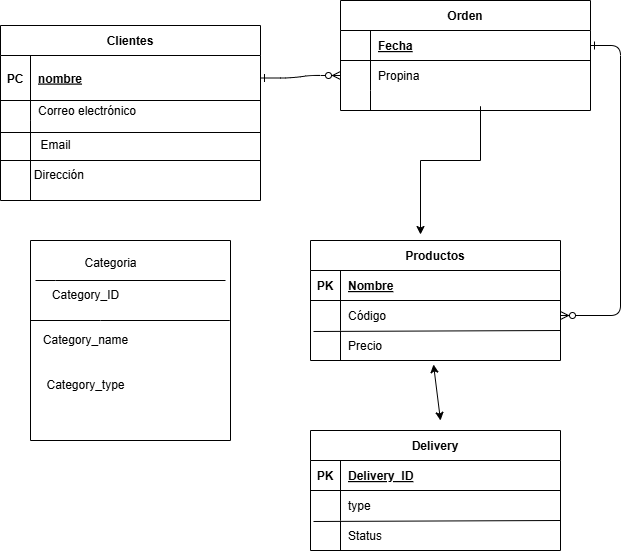 Clientes
PC nombre
Correo electrónico
Email
Dirección
Orden
Fecha
Propina
Categoria
Category_ID
Category_name
Category_type
Productos
PK Nombre
Código
Precio
Delivery
PK Delivery_ID
type
Status